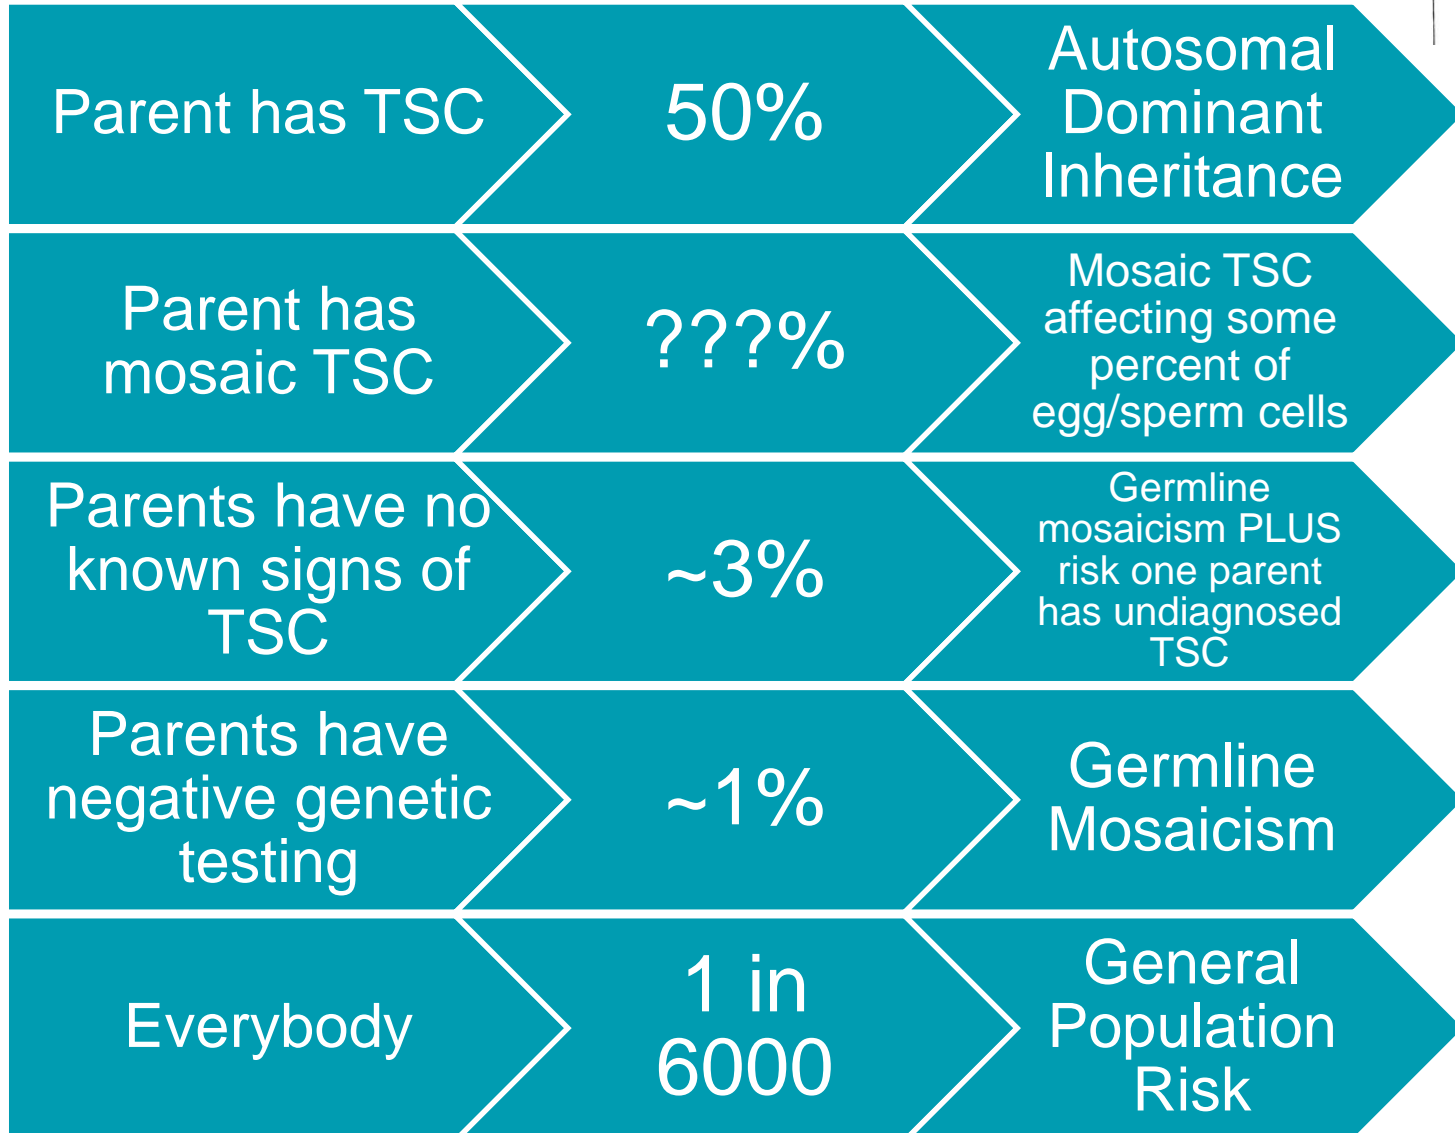 Parent has TSC
50%
Autosomal
Dominant
Inheritance
Parent has
mosaic TSC
???%
Mosaic TSC
affecting some
percent of
egg/sperm cells
Parents have no
known signs of
TSC
~3%
Germline
mosaicism PLUS
risk one parent
has undiagnosed
TSC
Parents have
negative genetic
testing
~1%
Germline
Mosaicism
Everybody
1 in
6000
General
Population
Risk